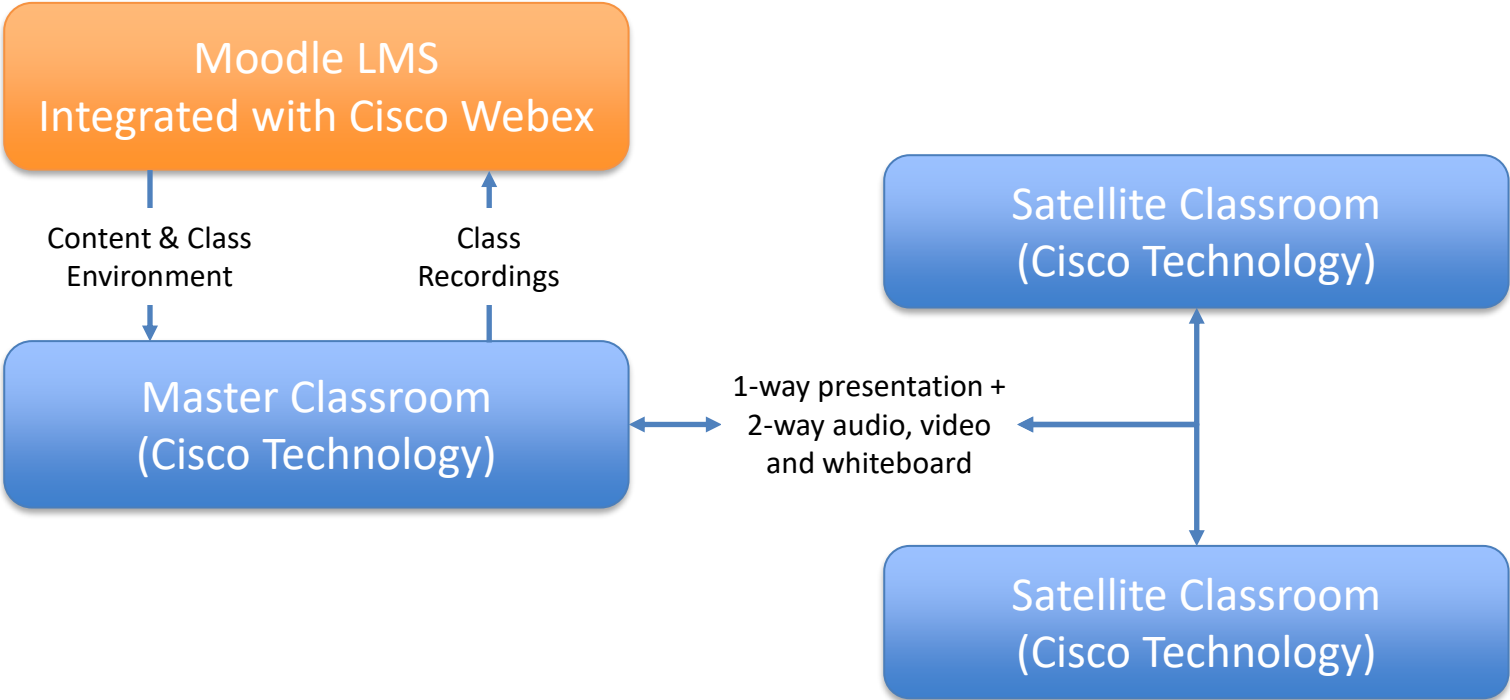 Moodle LMS
Integrated with Cisco Webex
Content & Class
Environment
Class
Recordings
Master Classroom
(Cisco Technology)
1-way presentation +
2-way audio, video
and whiteboard
Satellite Classroom
(Cisco Technology)
Satellite Classroom
(Cisco Technology)